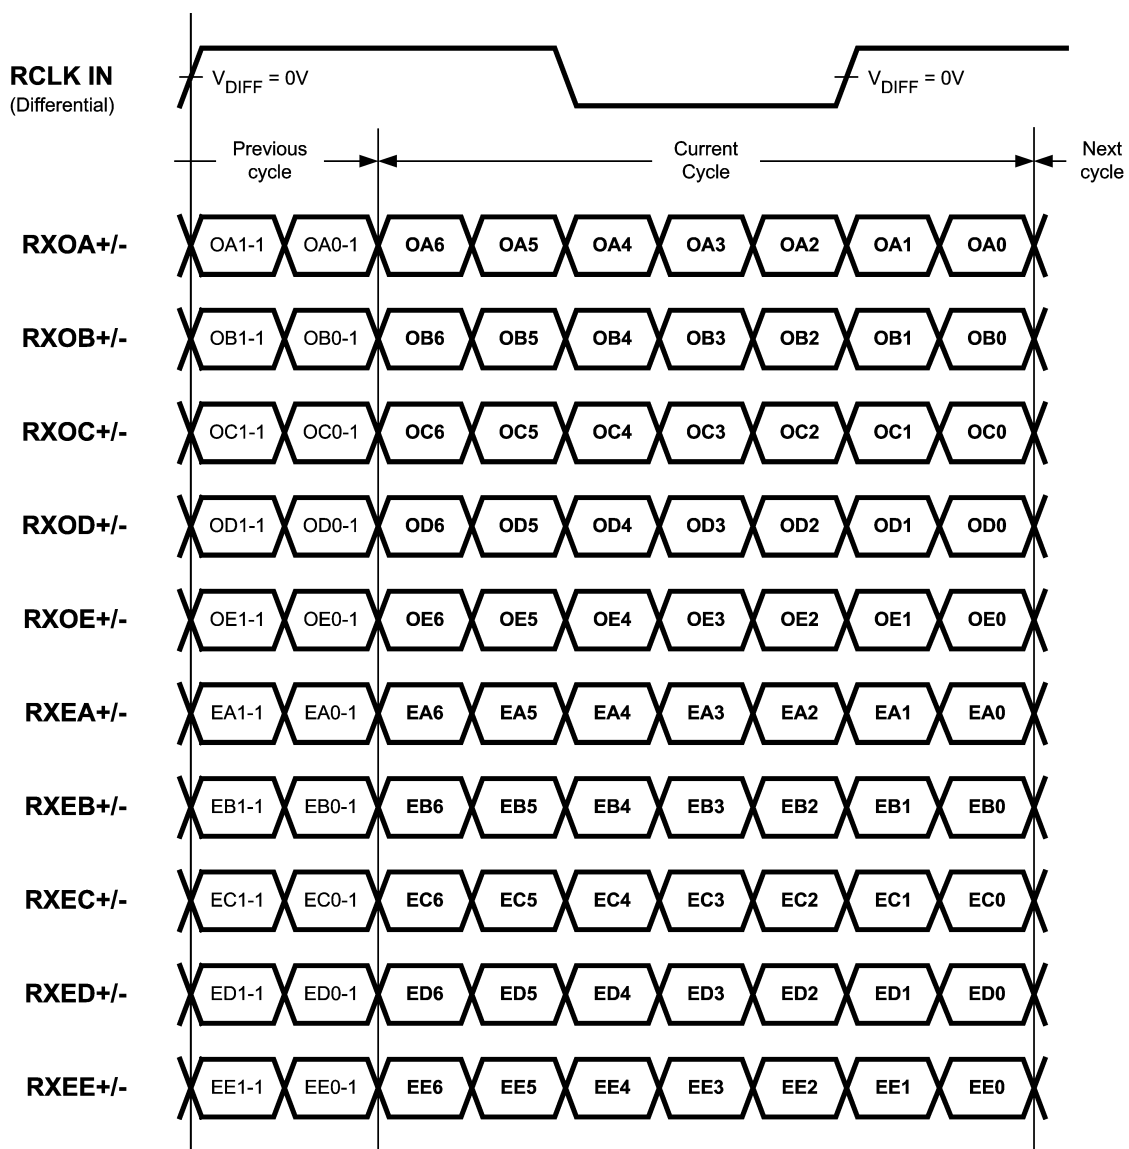 RCLK IN
(Differential)
VDIFF = 0V
VDIFF = 0V
Previous
cycle
Current
Cycle
Next
cycle
RXOA+/- OA1-1 OA0-1 OA6 OA5 OA4 OA3 OA2 OA1 OA0
RXOB+/- OB1-1 OB0-1 OB6 OB5 OB4 OB3 OB2 OB1 OB0
RXOC+/- OC1-1 OC0-1 OC6 OC5 OC4 OC3 OC2 OC1 OC0
RXOD+/- OD1-1 OD0-1 OD6 OD5 OD4 OD3 OD2 OD1 OD0
RXOE+/- OE1-1 OE0-1 OE6 OE5 OE4 OE3 OE2 OE1 OE0
RXEA+/- EA1-1 EA0-1 EA6 EA5 EA4 EA3 EA2 EA1 EA0
RXEB+/- EB1-1 EB0-1 EB6 EB5 EB4 EB3 EB2 EB1 EB0
RXEC+/- EC1-1 EC0-1 EC6 EC5 EC4 EC3 EC2 EC1 EC0
RXED+/- ED1-1 ED0-1 ED6 ED5 ED4 ED3 ED2 ED1 ED0
RXEE+/- EE1-1 EE0-1 EE6 EE5 EE4 EE3 EE2 EE1 EE0